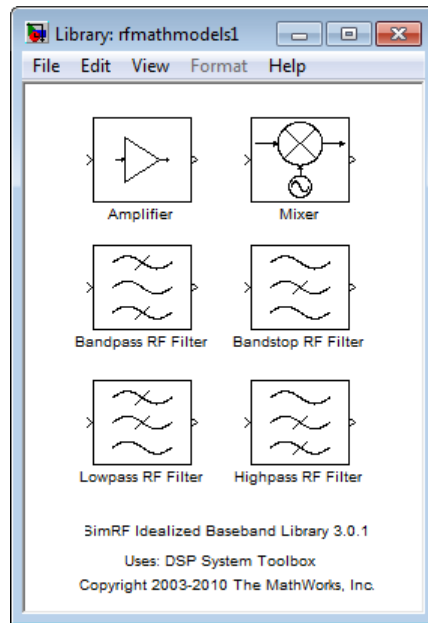 Library: rfmathmodels1
File Edit View Format Help
Amplifier Mixer
Bandpass RF Filter Bandstop RF Filter
Lowpass RF Filter Highpass RF Filter
SimRF Idealized Baseband Library 3.0.1
Uses: DSP System Toolbox
Copyright 2003-2010 The MathWorks, Inc.